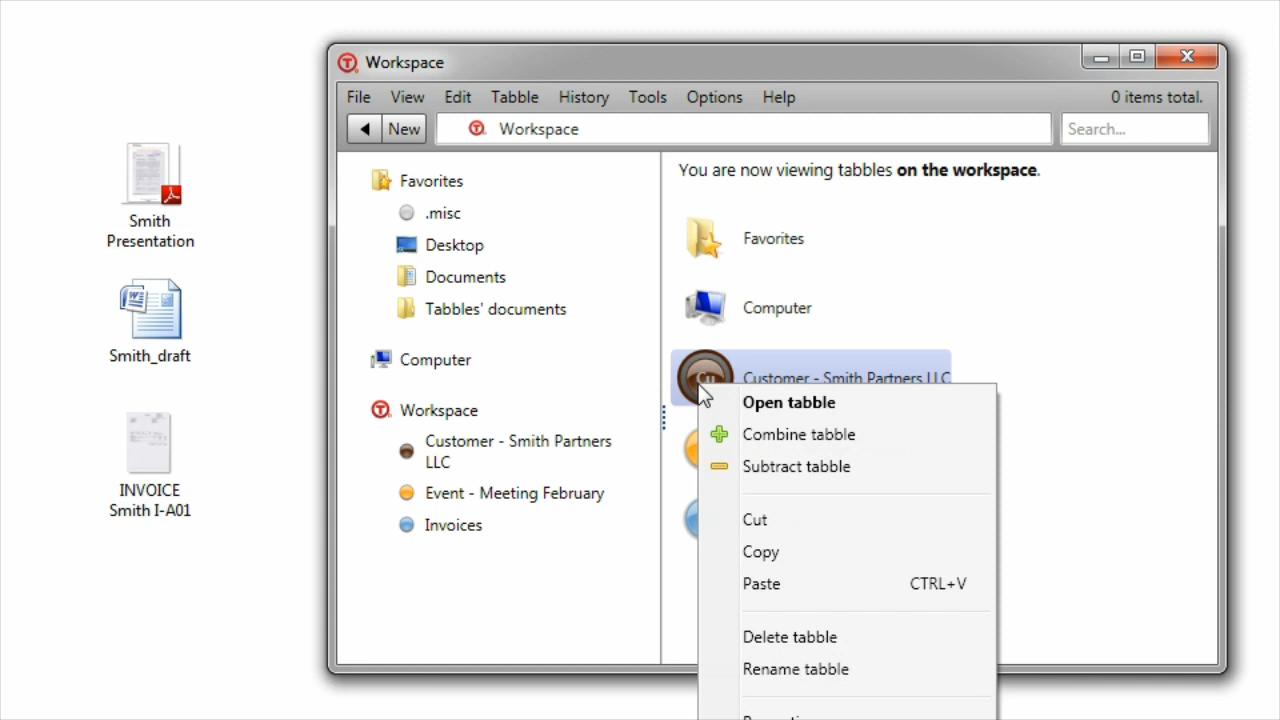 Workspace
File View Edit Tabble History Tools Options Help 0 items total.
New Workspace Search...
Smith
Presentation
Smith_draft
INVOICE
Smith I-A01
Favorites
.misc
Desktop
Documents
Tabbles' documents
Computer
Workspace
Customer - Smith Partners
LLC
Event - Meeting February
Invoices
You are now viewing tabbles on the workspace.
Favorites
Computer
Cu Customer - Smith Partners LLC
Open tabble
Combine tabble
Subtract tabble
Cut
Copy
Paste CTRL+V
Delete tabble
Rename tabble